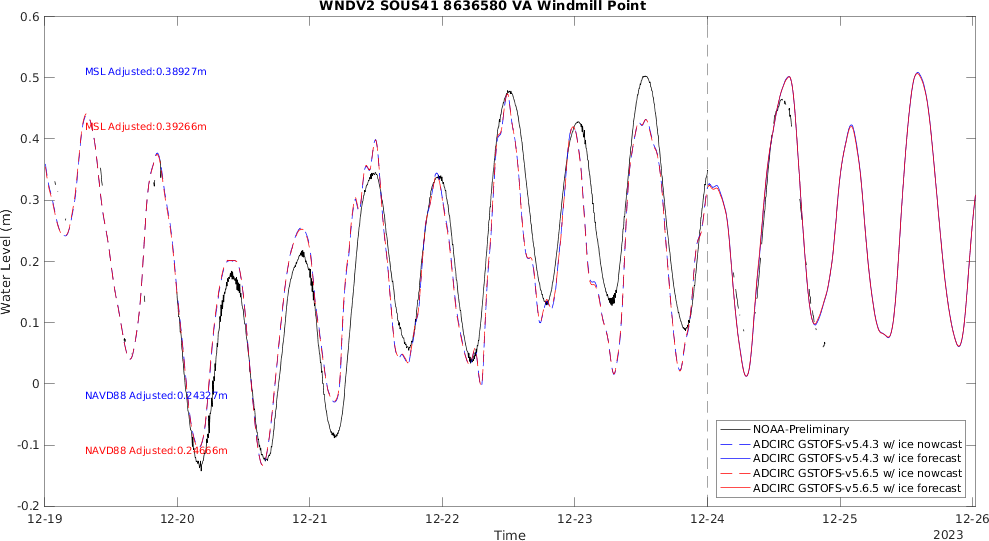 WNDV2 SOUS41 8636580 VA Windmill Point
0.6
0.5
0.4
0.3
0.2
0.1
0
-0.1
-0.2
Water Level (m)
MSL Adjusted:0.38927m
MSL Adjusted:0.39266m
NAVD88 Adjusted:0.24327m
NAVD88 Adjusted:0.24666m
NOAA-Preliminary
ADCIRC GSTOFS-v5.4.3 w/ ice nowcast
ADCIRC GSTOFS-v5.4.3 w/ ice forecast
ADCIRC GSTOFS-v5.6.5 w/ ice nowcast
ADCIRC GSTOFS-v5.6.5 w/ ice forecast
12-19 12-20 12-21 12-22 12-23 12-24 12-25 12-26
Time
2023